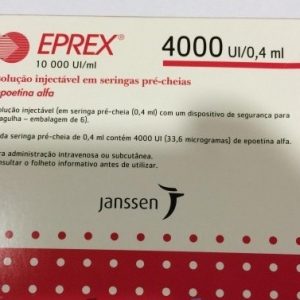 EPREX®
10 000 UI/ml
4000 UI/0,4 ml
olução injectável em seringas pré-cheias
epoetina alfa
olução injectável (em seringa pré-cheia (0,4 ml) com um dispositivo de segurança para
agulha – embalagem de 6).
da seringa pré-cheia de 0,4 ml contém 4000 UI (33,6 microgramas) de epoetina alfa.
ara administração intravenosa ou subcutânea.
onsultar o folheto informativo antes de utilizar.
janssen